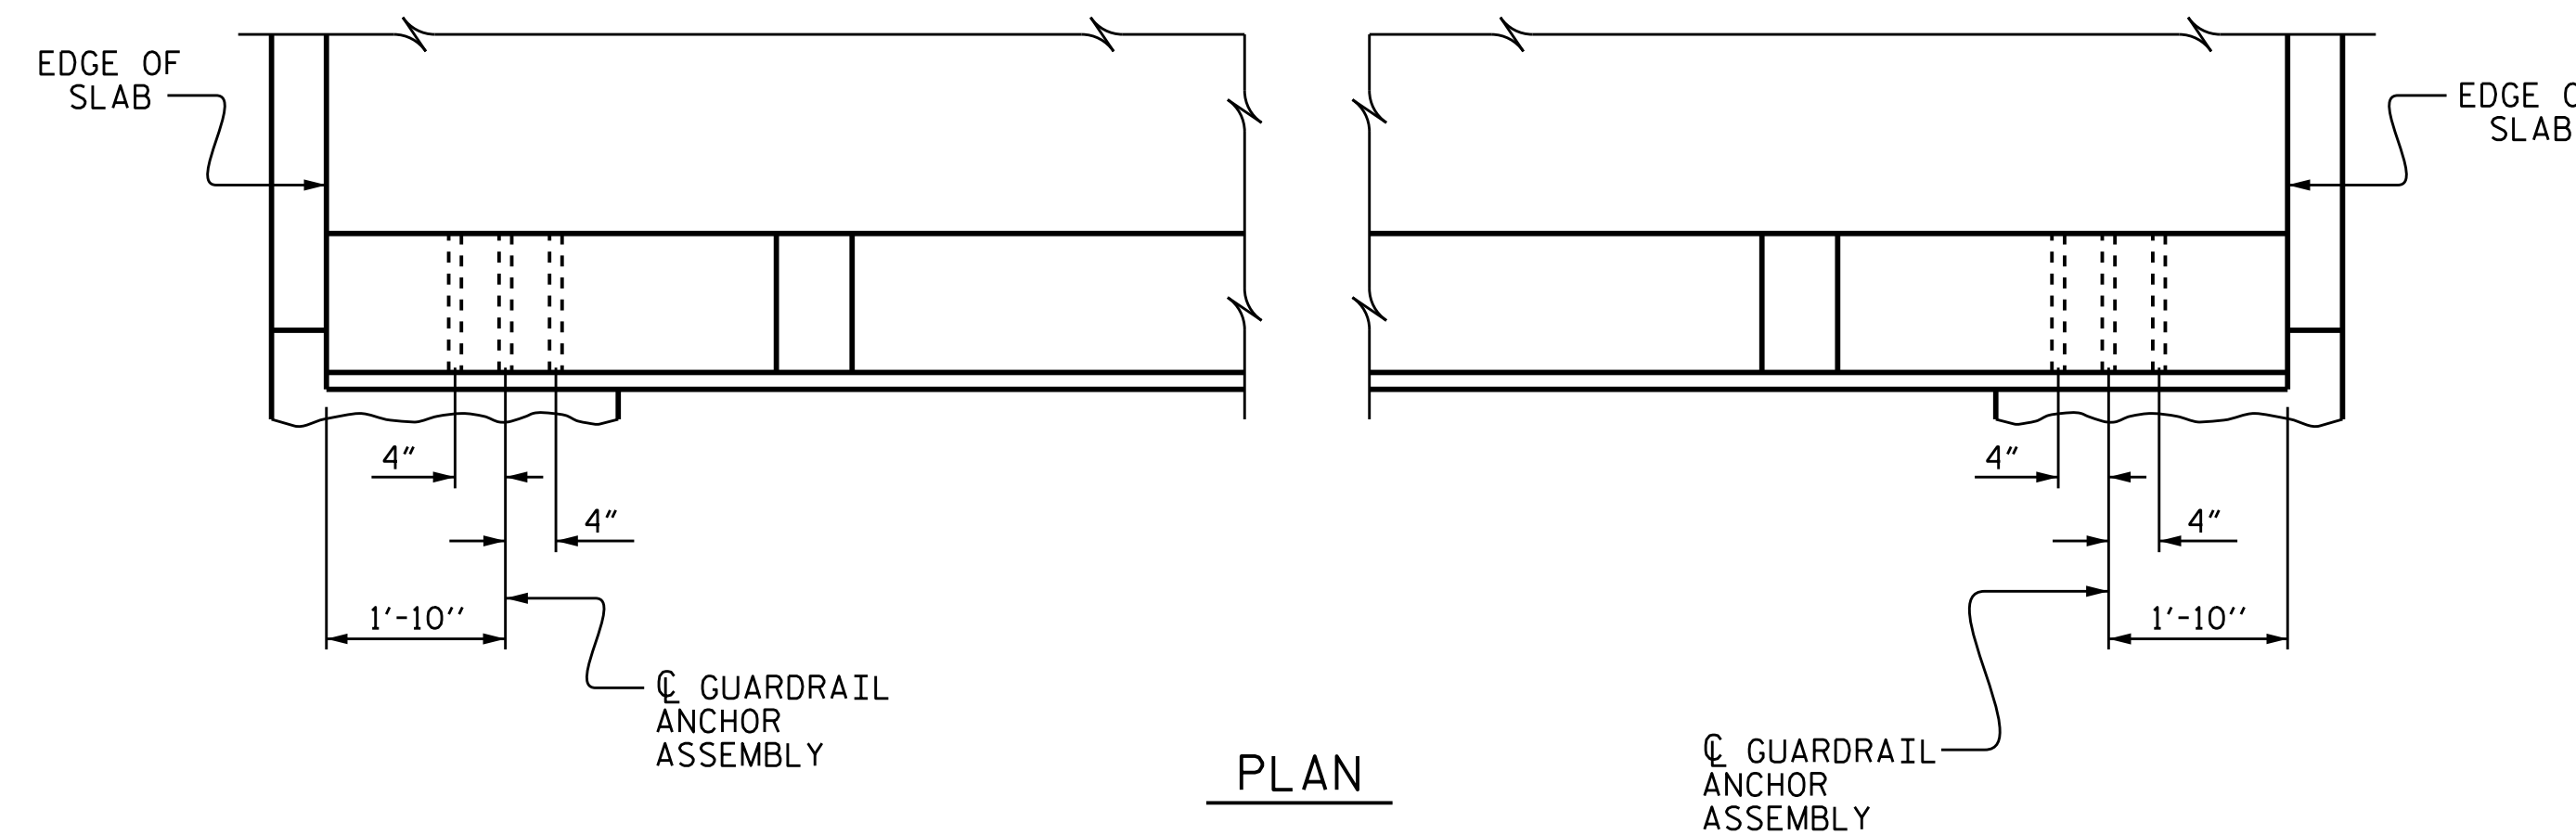 EDGE OF
SLAB
EDGE O
SLAB
4"
4"
4"
4"
1'-10''
1'-10''
℄ GUARDRAIL
ANCHOR
ASSEMBLY
℄ GUARDRAIL
ANCHOR
ASSEMBLY
PLAN